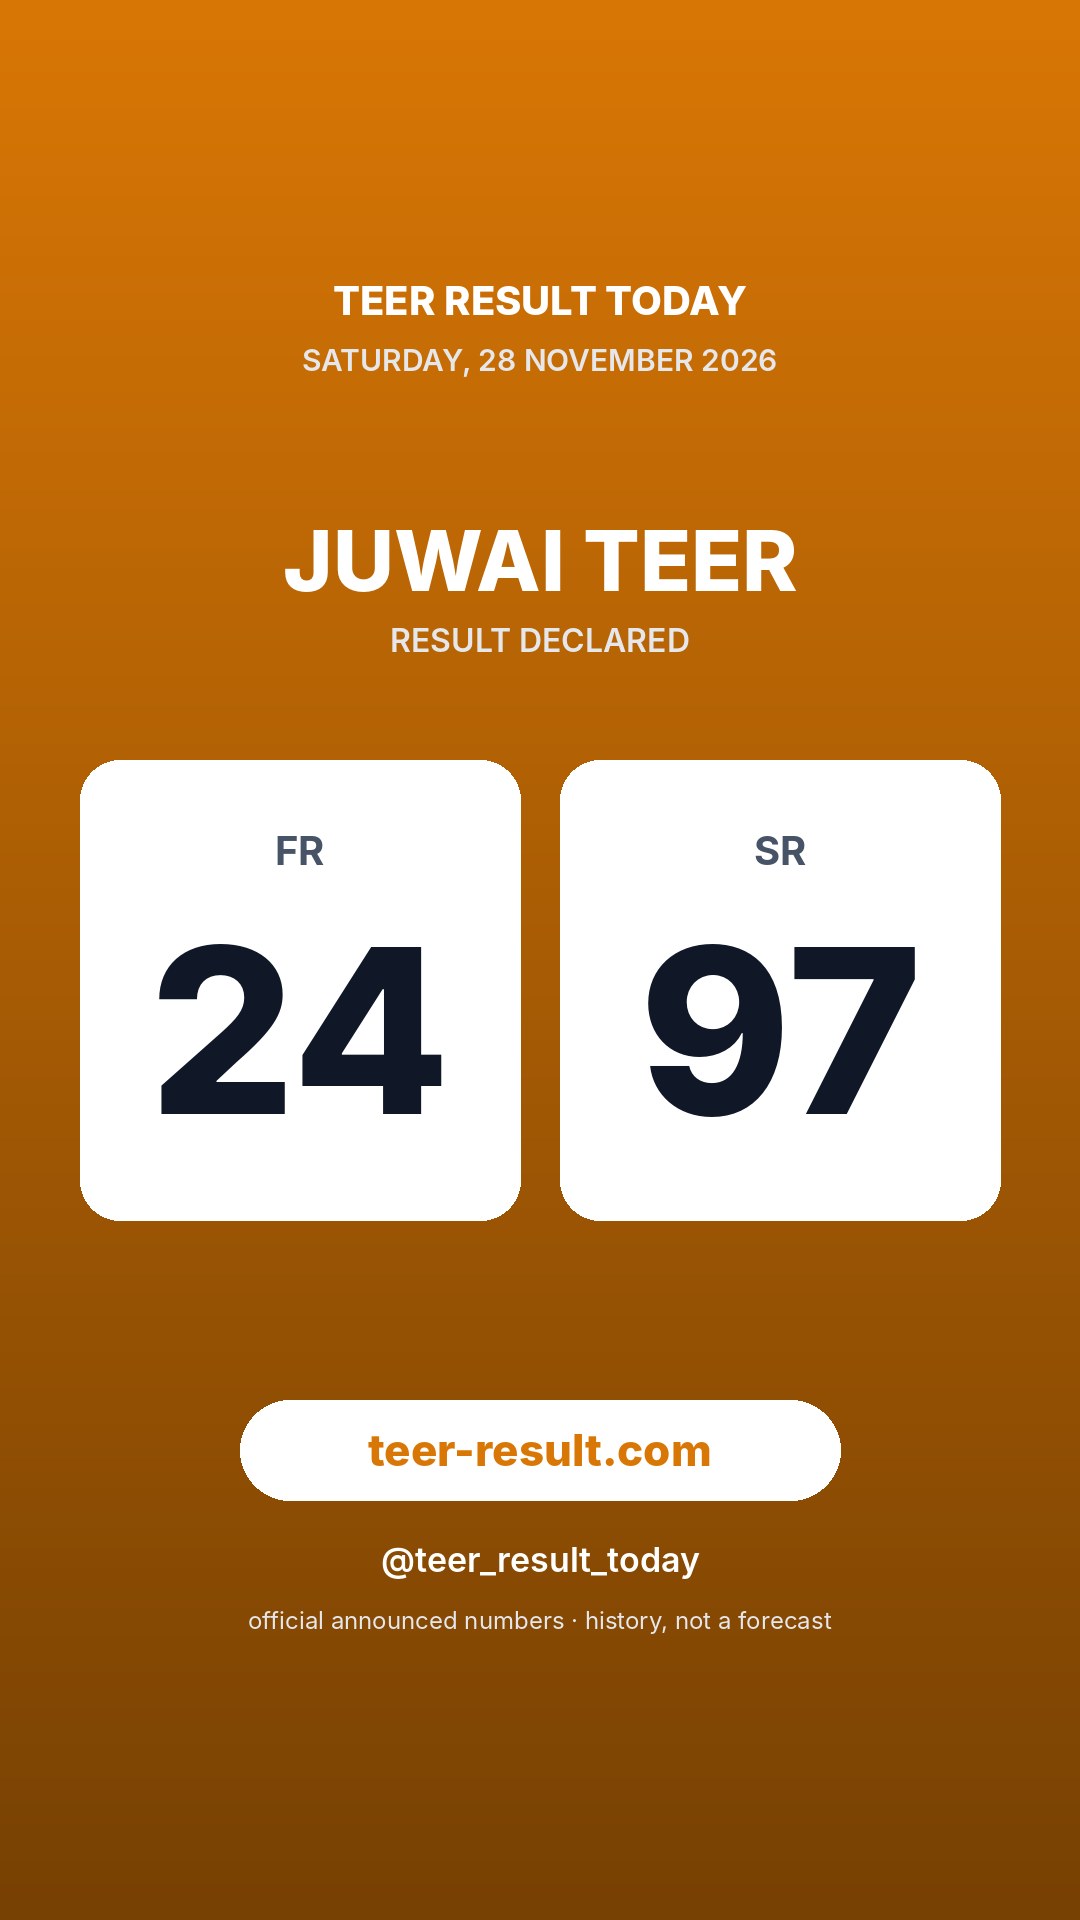 TEER RESULT TODAY
SATURDAY, 28 NOVEMBER 2026
JUWAI TEER
RESULT DECLARED
FR
24
SR
97
teer-result.com
@teer_result_today
official announced numbers · history, not a forecast